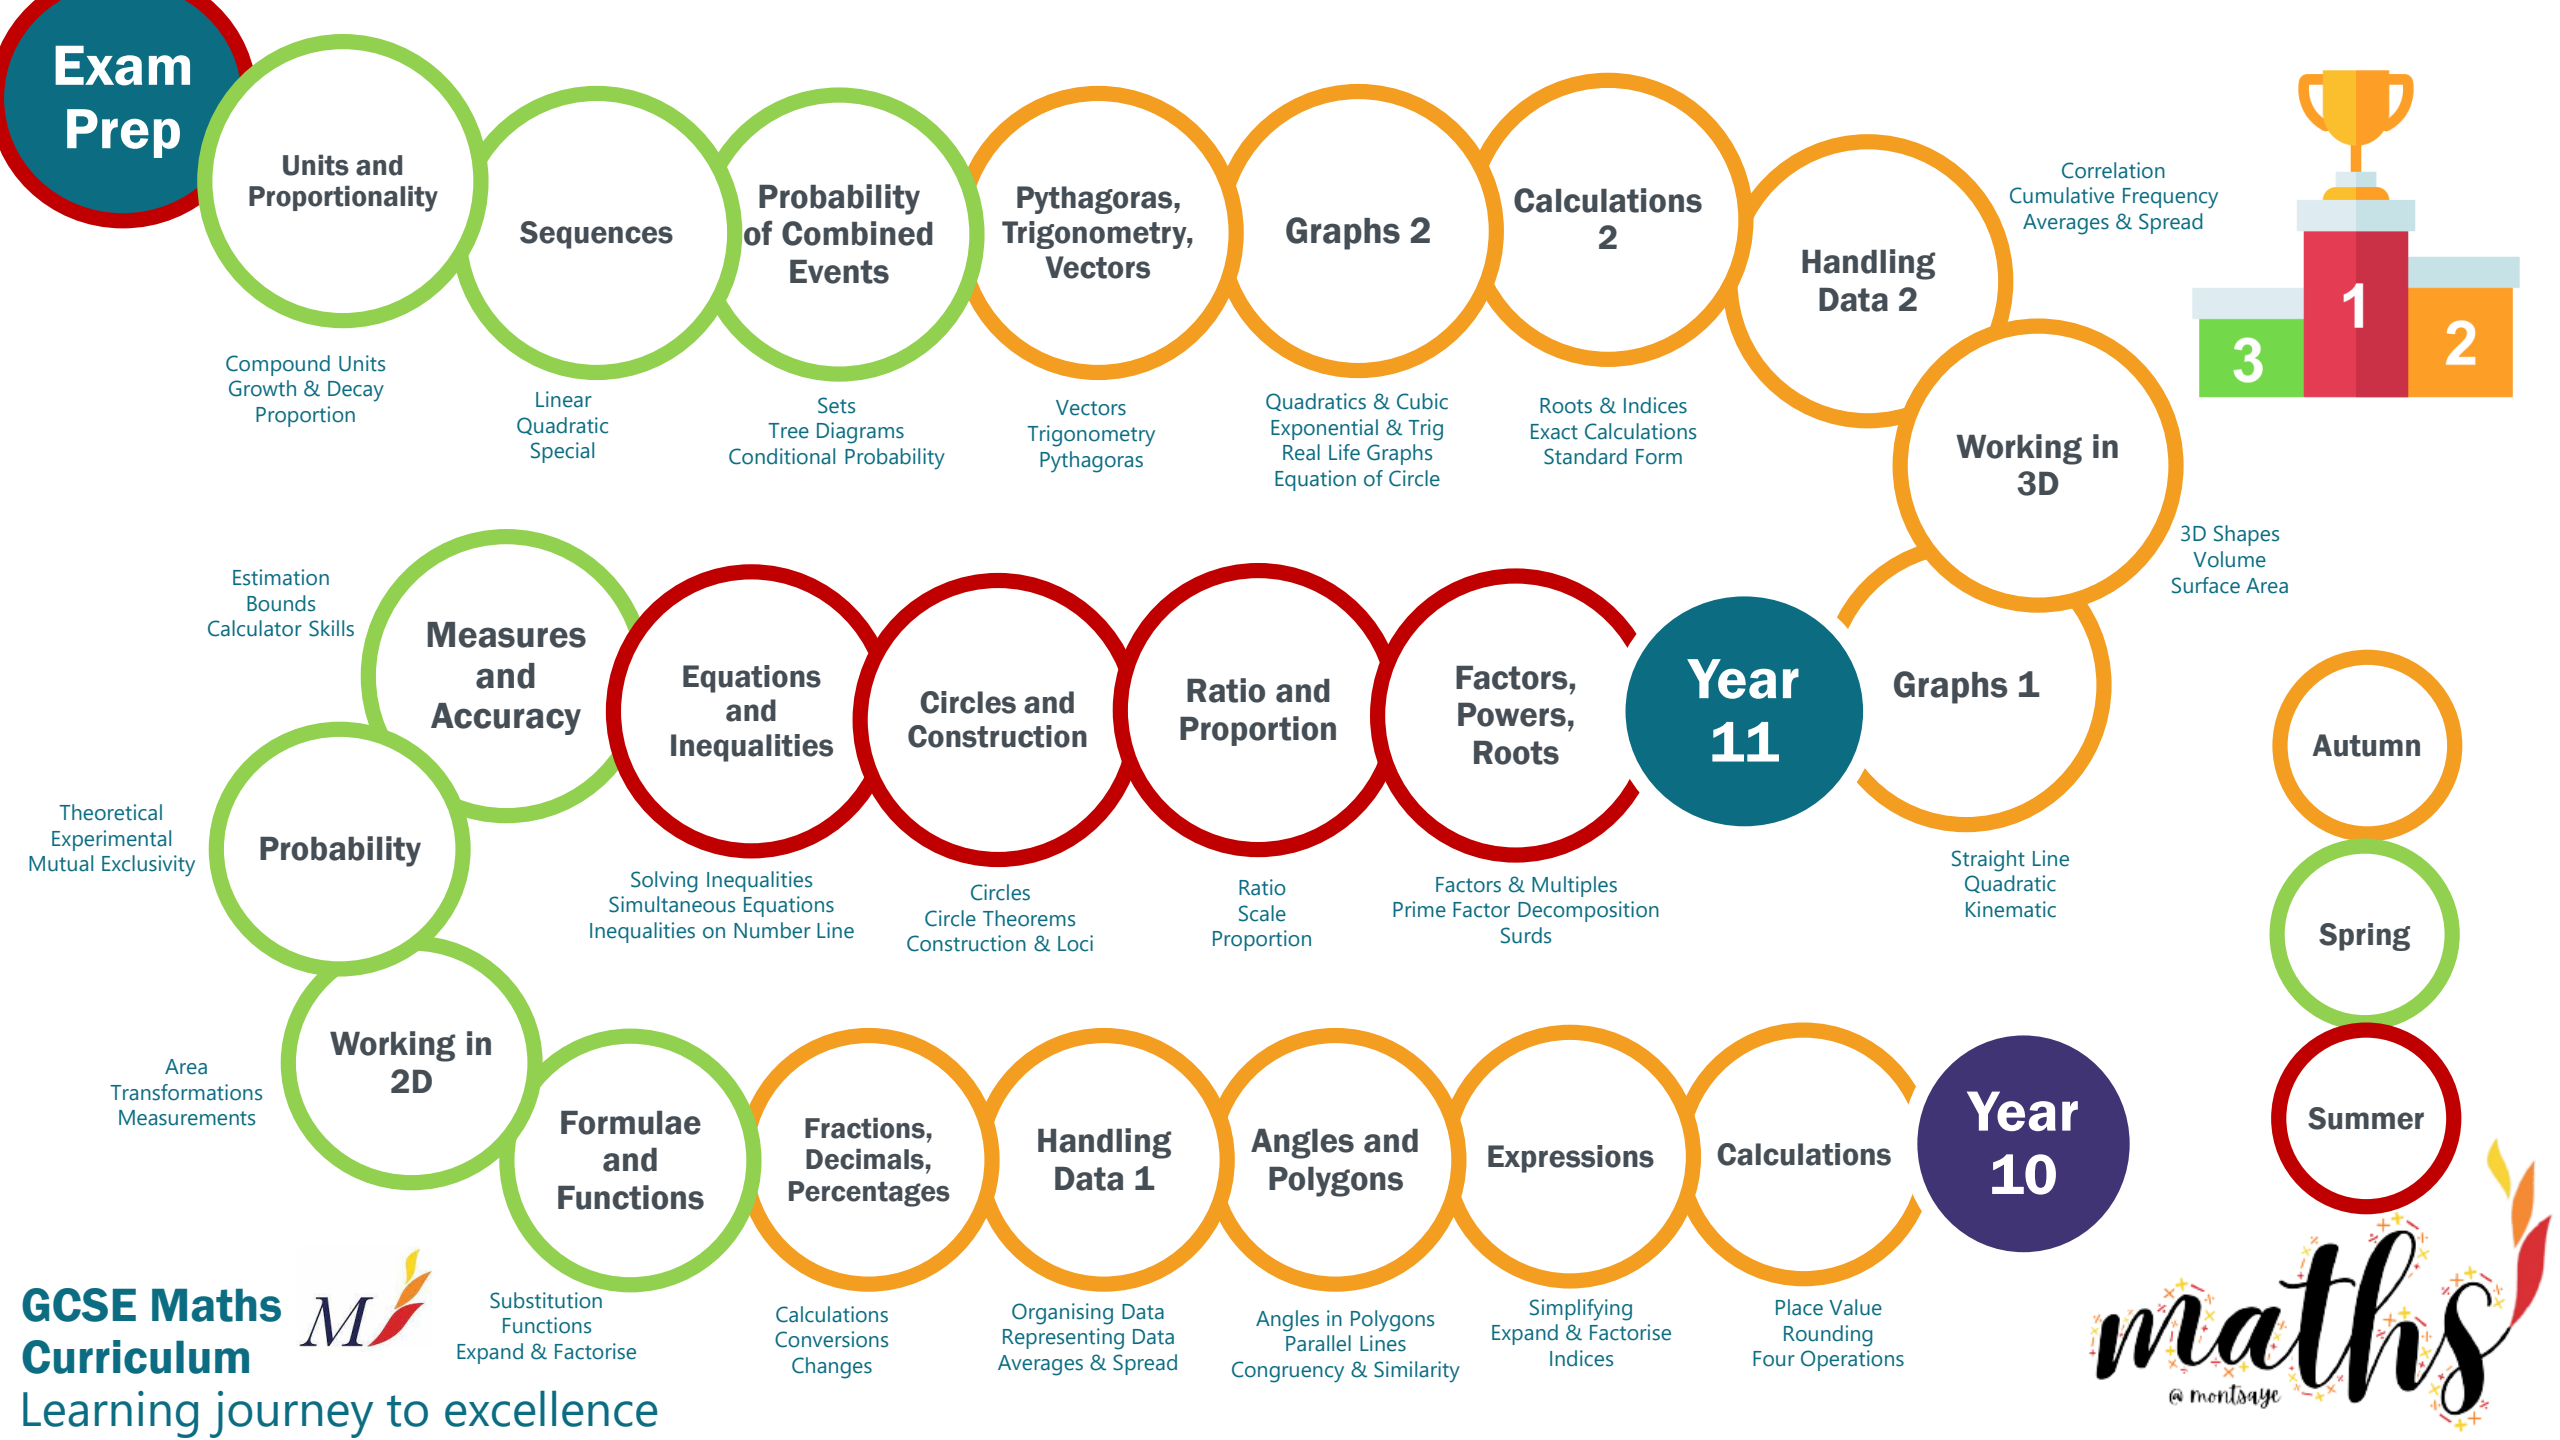 Exam
Prep
Units and
Proportionality
Compound Units
Growth & Decay
Proportion
Sequences
Linear
Quadratic
Special
Probability
of Combined
Events
Sets
Tree Diagrams
Conditional Probability
Pythagoras,
Trigonometry,
Vectors
Vectors
Trigonometry
Pythagoras
Graphs 2
Quadratics & Cubic
Exponential & Trig
Real Life Graphs
Equation of Circle
Calculations
2
Roots & Indices
Exact Calculations
Standard Form
Handling
Data 2
Correlation
Cumulative Frequency
Averages & Spread
3
1
2
Working in
3D
3D Shapes
Volume
Surface Area
Estimation
Bounds
Calculator Skills
Measures
and
Accuracy
Equations
and
Inequalities
Solving Inequalities
Simultaneous Equations
Inequalities on Number Line
Circles and
Construction
Circles
Circle Theorems
Construction & Loci
Ratio and
Proportion
Ratio
Scale
Proportion
Factors,
Powers,
Roots
Factors & Multiples
Prime Factor Decomposition
Surds
Year
11
Graphs 1
Straight Line
Quadratic
Kinematic
Autumn
Spring
Summer
Theoretical
Experimental
Mutual Exclusivity
Probability
Area
Transformations
Measurements
Working in
2D
Formulae
and
Functions
Substitution
Functions
Expand & Factorise
Fractions,
Decimals,
Percentages
Calculations
Conversions
Changes
Handling
Data 1
Organising Data
Representing Data
Averages & Spread
Angles and
Polygons
Angles in Polygons
Parallel Lines
Congruency & Similarity
Expressions
Simplifying
Expand & Factorise
Indices
Calculations
Place Value
Rounding
Four Operations
Year
10
GCSE Maths
Curriculum
Learning journey to excellence
M
maths
@ montsaye